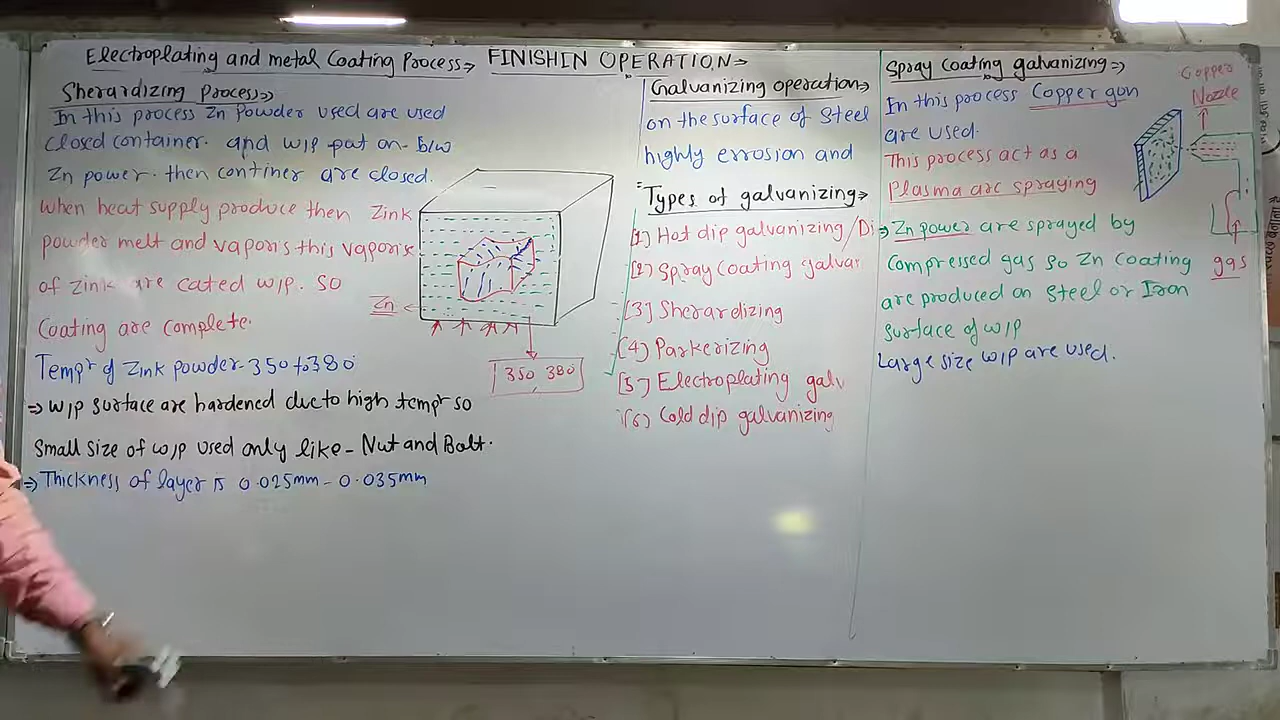 Electroplating and metal Coating Process⇒ FINISHIN OPERATION⇒
Sherardizing Process⇒
In this process Zn Powder used are used
closed container. and W/P put on- b/w
Zn power. then continer are closed.
when heat supply produce then Zink
powder melt and vaporis this vaporise
of zink are cated W/P. so
Coating are complete.
Tempr of Zink powder-350 to 380
⇒ W/P surface are hardened due to high tempr so
Small size of W/P used only like- Nut and Bolt.
⇒ Thickness of layer is 0.025mm - 0.035mm
Zn
350 380
Galvanizing operation⇒
on the surface of Steel
highly errosion and
Types of galvanizing⇒
[1] Hot dip galvanizing/Di
[2] Spray Coating galvar
[3] Sherardizing
[4] Parkerizing
[5] Electroplating galv
(6) Cold dip galvanizing
Spray Coating galvanizing⇒
In this process Copper gun
are used.
This process act as a
Plasma arc spraying
⇒ Zn power are sprayed by
Compressed gas so Zn Coating
are produced on Steel or Iron
surface of W/P
Large size W/P are used.
Copper
Nozzle
gas